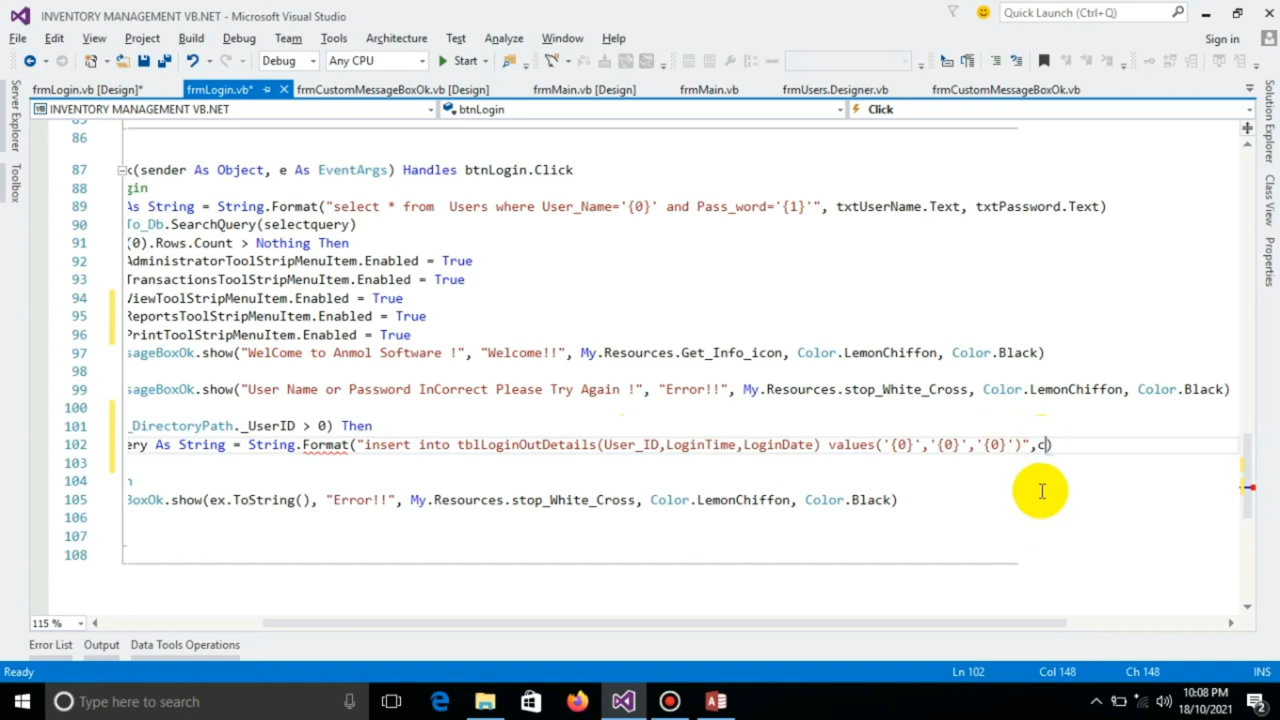 INVENTORY MANAGEMENT VB.NET - Microsoft Visual Studio
Quick Launch (Ctrl+Q)
File Edit View Project Build Debug Team Tools Architecture Test Analyze Window Help
Sign in
Debug Any CPU Start
frmLogin.vb [Design]* frmLogin.vb* frmCustomMessageBoxOk.vb [Design] frmMain.vb [Design] frmMain.vb frmUsers.Designer.vb frmCustomMessageBoxOk.vb
INVENTORY MANAGEMENT VB.NET btnLogin Click
Server Explorer
Toolbox
Solution Explorer
Class View
Properties
85
86
87 k(sender As Object, e As EventArgs) Handles btnLogin.Click
88 gin
89 As String = String.Format("select * from  Users where User_Name='{0}' and Pass_word='{1}'", txtUserName.Text, txtPassword.Text)
90 To_Db.SearchQuery(selectquery)
91 (0).Rows.Count > Nothing Then
92 AdministratorToolStripMenuItem.Enabled = True
93 TransactionsToolStripMenuItem.Enabled = True
94 ViewToolStripMenuItem.Enabled = True
95 ReportsToolStripMenuItem.Enabled = True
96 PrintToolStripMenuItem.Enabled = True
97 sageBoxOk.show("WelCome to Anmol Software !", "Welcome!!", My.Resources.Get_Info_icon, Color.LemonChiffon, Color.Black)
98
99 sageBoxOk.show("User Name or Password InCorrect Please Try Again !", "Error!!", My.Resources.stop_White_Cross, Color.LemonChiffon, Color.Black)
100
101 _DirectoryPath._UserID > 0) Then
102 ery As String = String.Format("insert into tblLoginOutDetails(User_ID,LoginTime,LoginDate) values('{0}','{0}','{0}')",c)
103
104 n
105 BoxOk.show(ex.ToString(), "Error!!", My.Resources.stop_White_Cross, Color.LemonChiffon, Color.Black)
106
107
108
115 %
Error List Output Data Tools Operations
Ready Ln 102 Col 148 Ch 148 INS
Type here to search
10:08 PM
18/10/2021
2